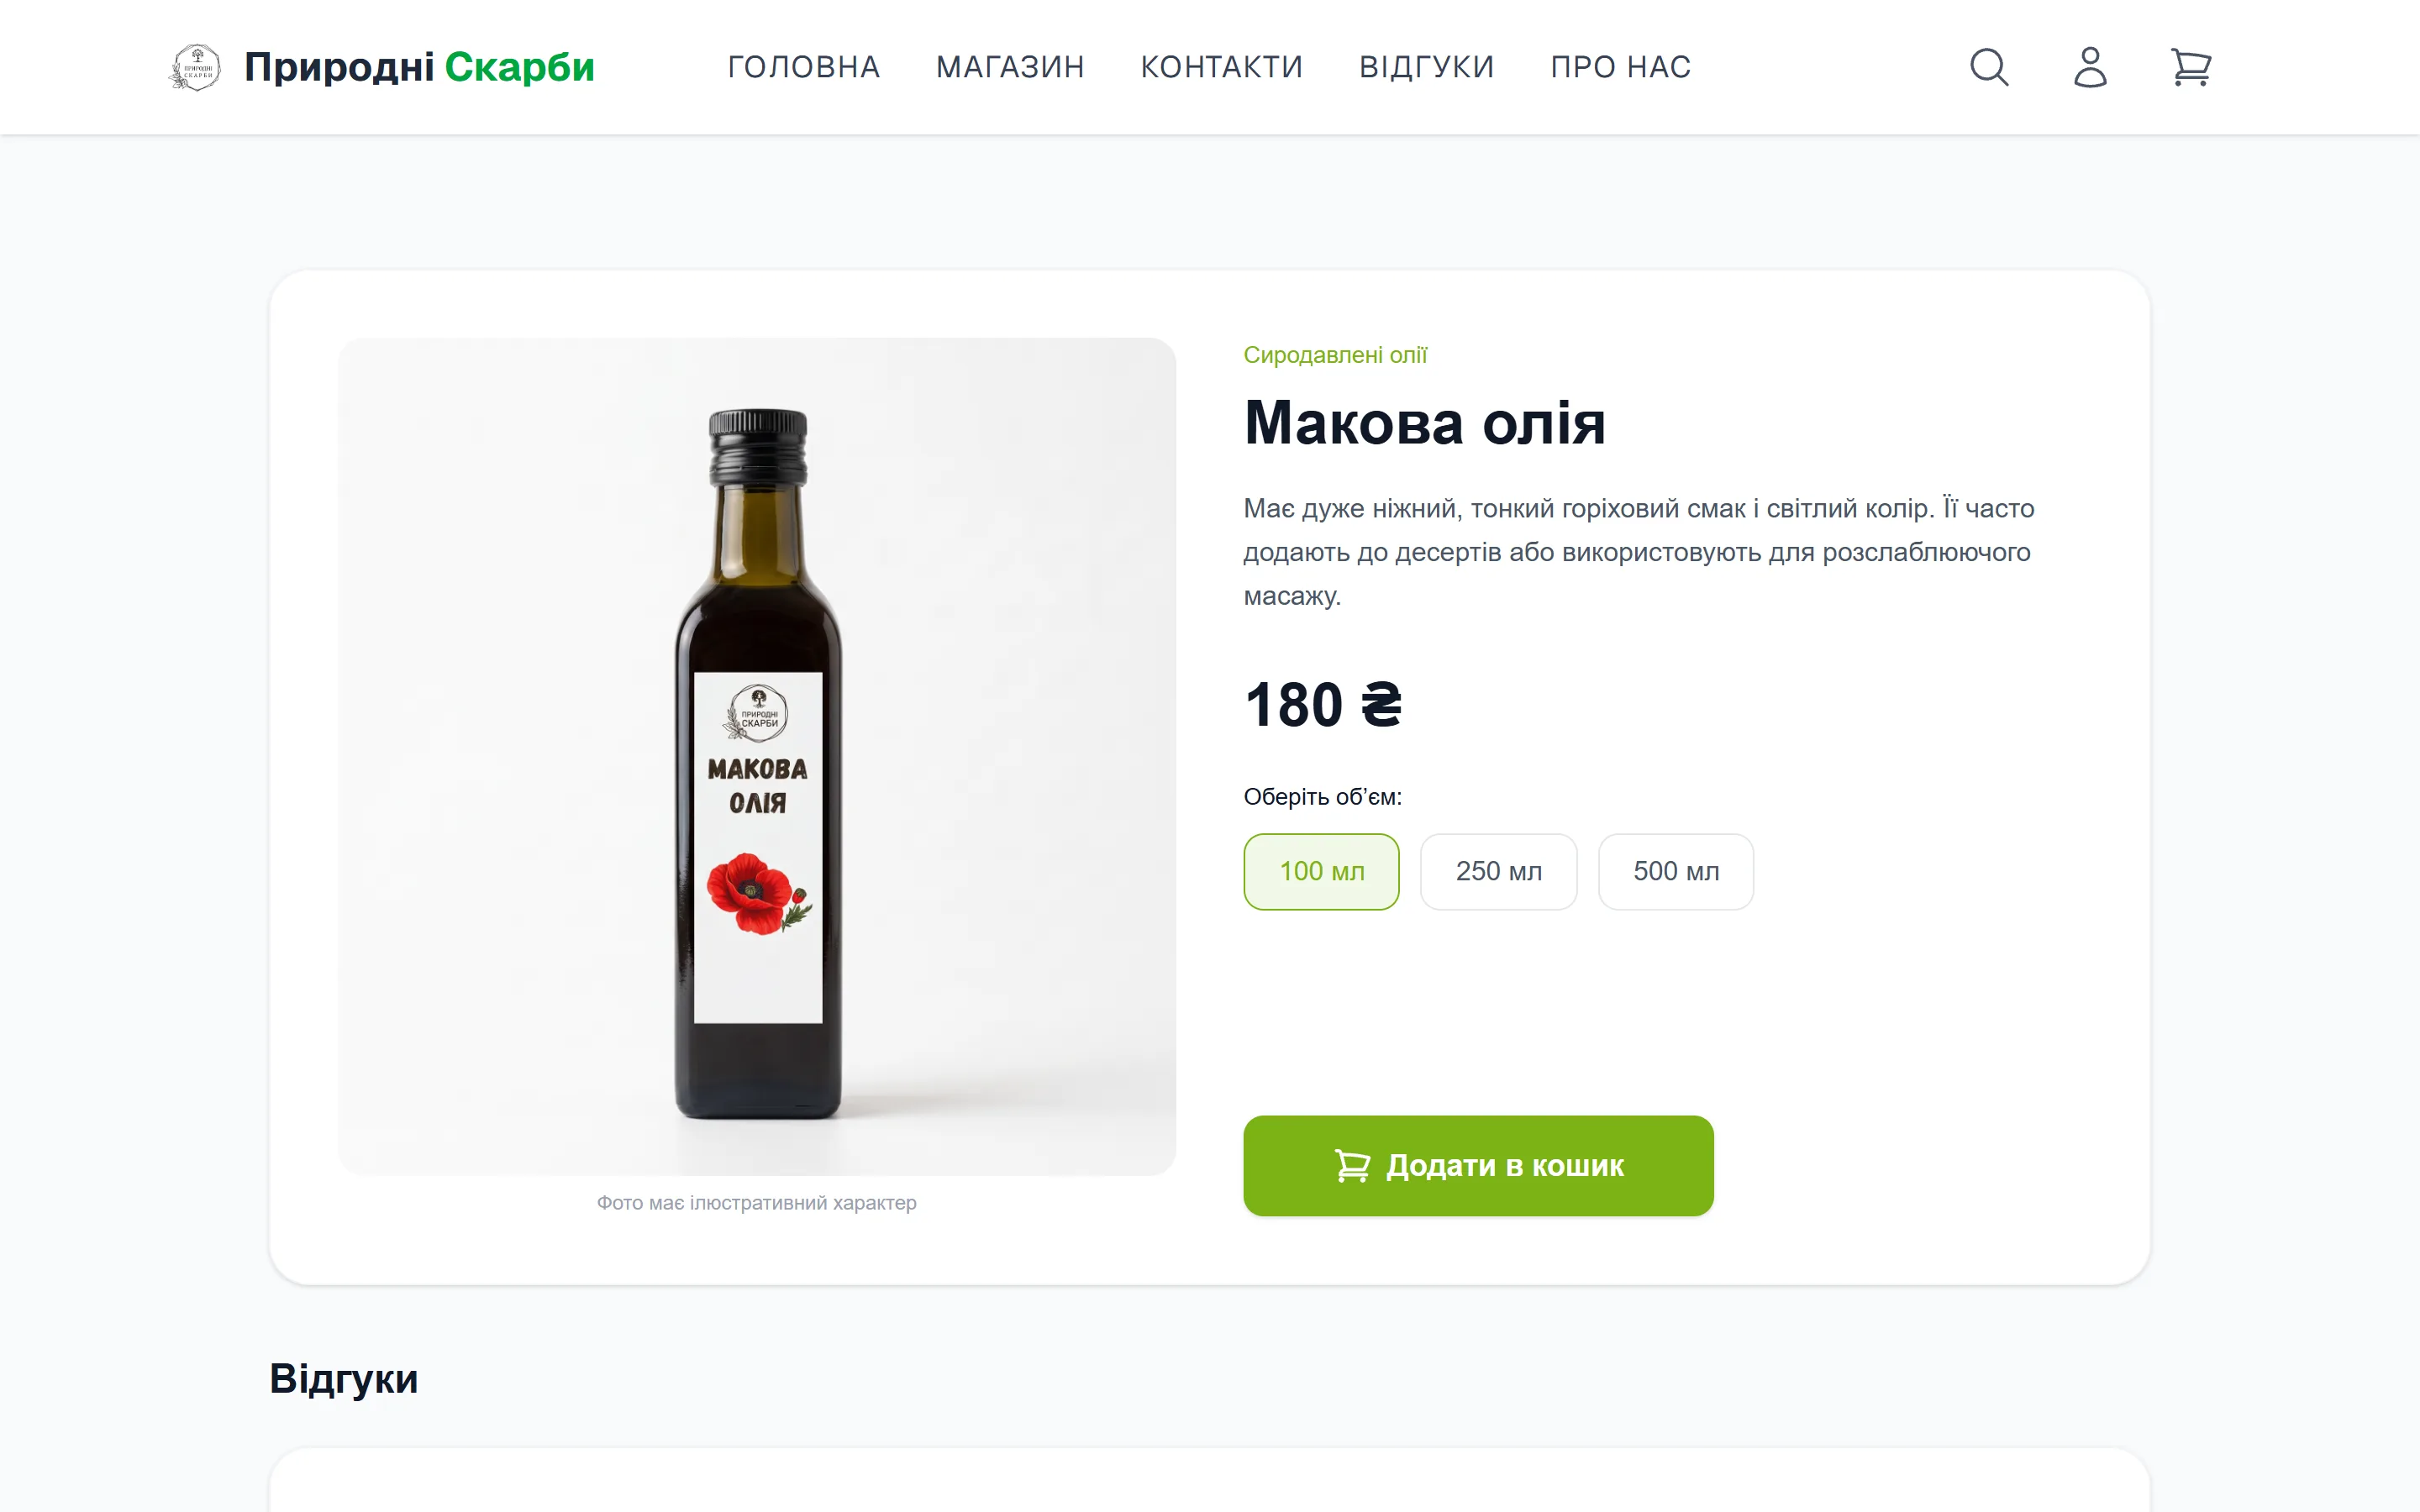 ПРИРОДНІ
СКАРБИ
Природні Скарби
ГОЛОВНА
МАГАЗИН
КОНТАКТИ
ВІДГУКИ
ПРО НАС
ПРИРОДНІ
СКАРБИ
МАКОВА
ОЛІЯ
Фото має ілюстративний характер
Сиродавлені олії
Макова олія
Має дуже ніжний, тонкий горіховий смак і світлий колір. Її часто
додають до десертів або використовують для розслаблюючого
масажу.
180 ₴
Оберіть об’єм:
100 мл
250 мл
500 мл
Додати в кошик
Відгуки